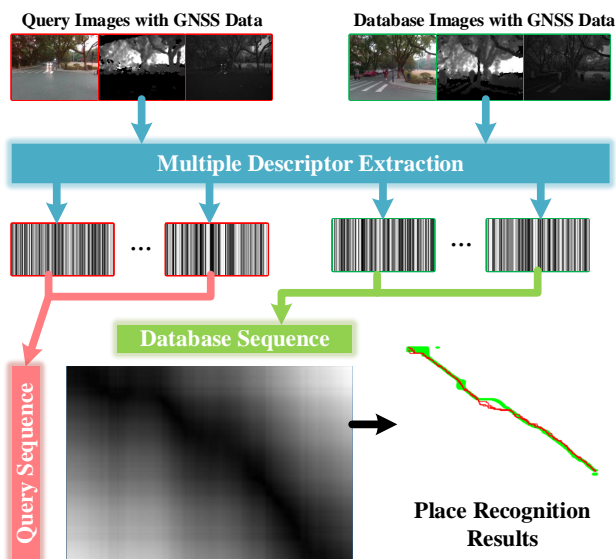 Query Images with GNSS Data
Database Images with GNSS Data
Multiple Descriptor Extraction
...
...
Database Sequence
Query Sequence
Place Recognition
Results